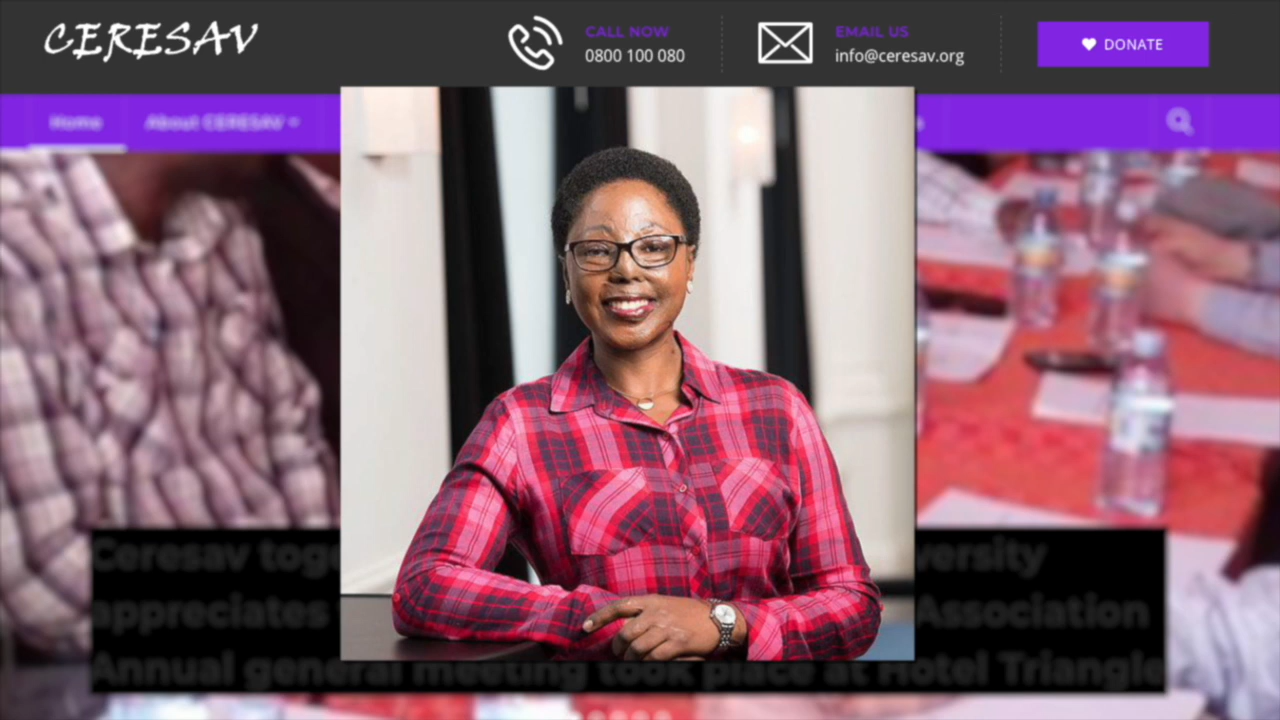 CERESAV
CALL NOW
0800 100 080
EMAIL US
info@ceresav.org
DONATE
Home
About CERESAV
Ceresav toge versity
appreciates Association
Annual general meeting took place at Hotel Triangle